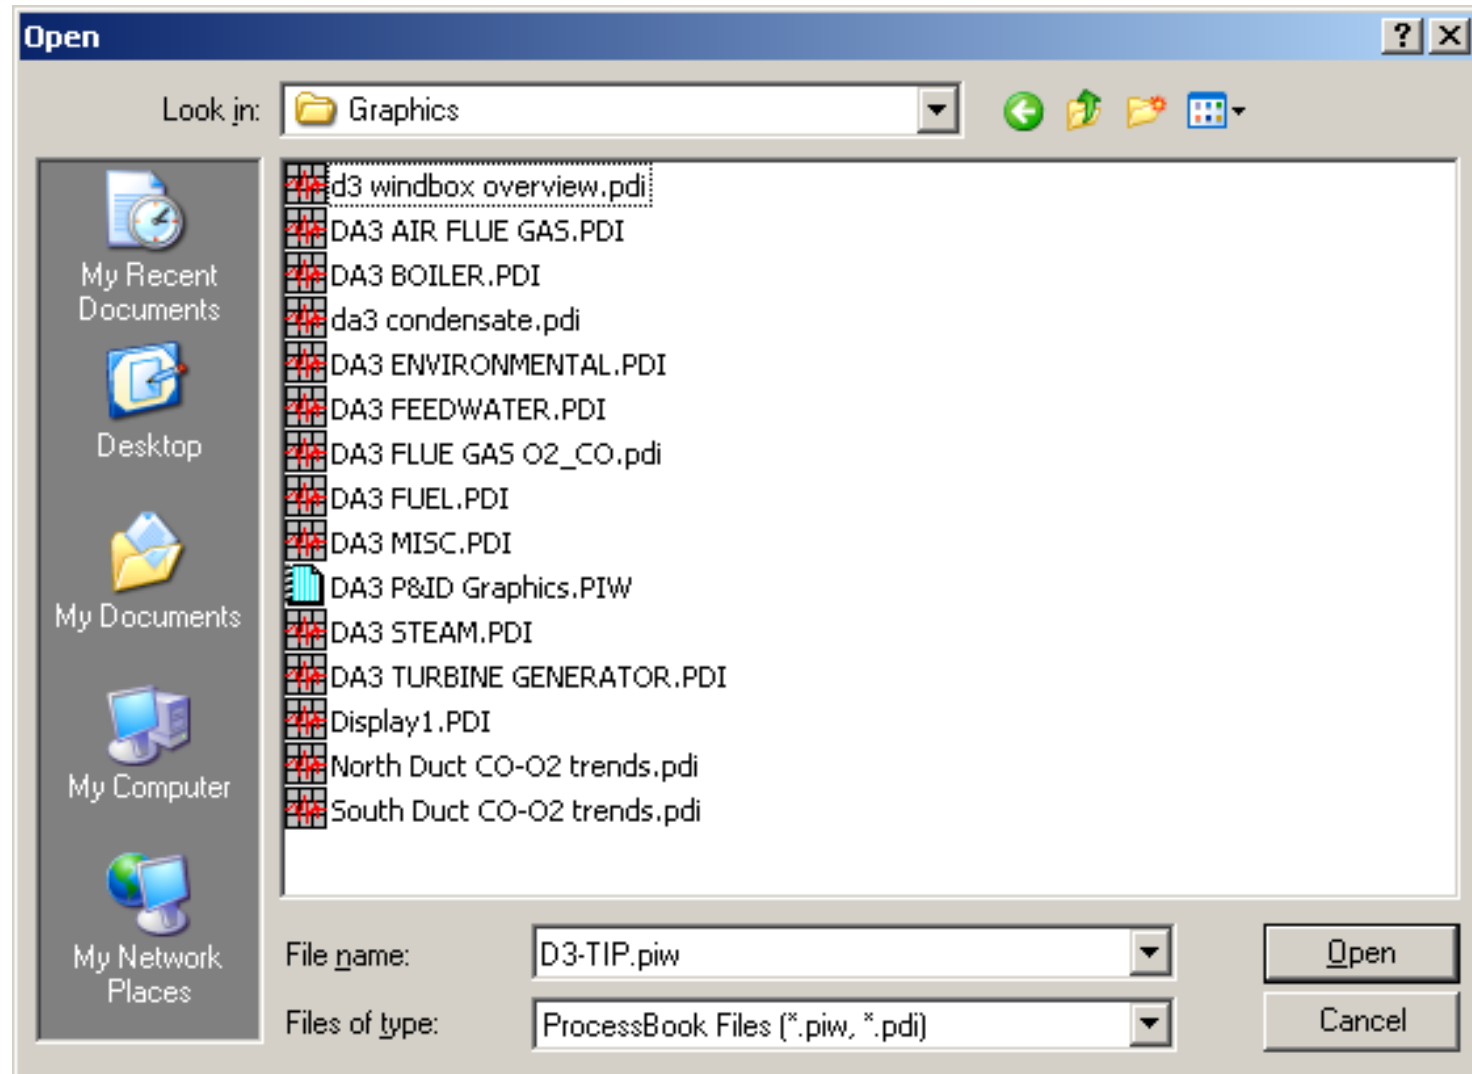 Open
Look in: Graphics
d3 windbox overview.pdi
DA3 AIR FLUE GAS.PDI
DA3 BOILER.PDI
da3 condensate.pdi
DA3 ENVIRONMENTAL.PDI
DA3 FEEDWATER.PDI
DA3 FLUE GAS O2_CO.pdi
DA3 FUEL.PDI
DA3 MISC.PDI
DA3 P&ID Graphics.PIW
DA3 STEAM.PDI
DA3 TURBINE GENERATOR.PDI
Display1.PDI
North Duct CO-O2 trends.pdi
South Duct CO-O2 trends.pdi
My Recent
Documents
Desktop
My Documents
My Computer
My Network
Places
File name: D3-TIP.piw Open
Files of type: ProcessBook Files (*.piw, *.pdi) Cancel